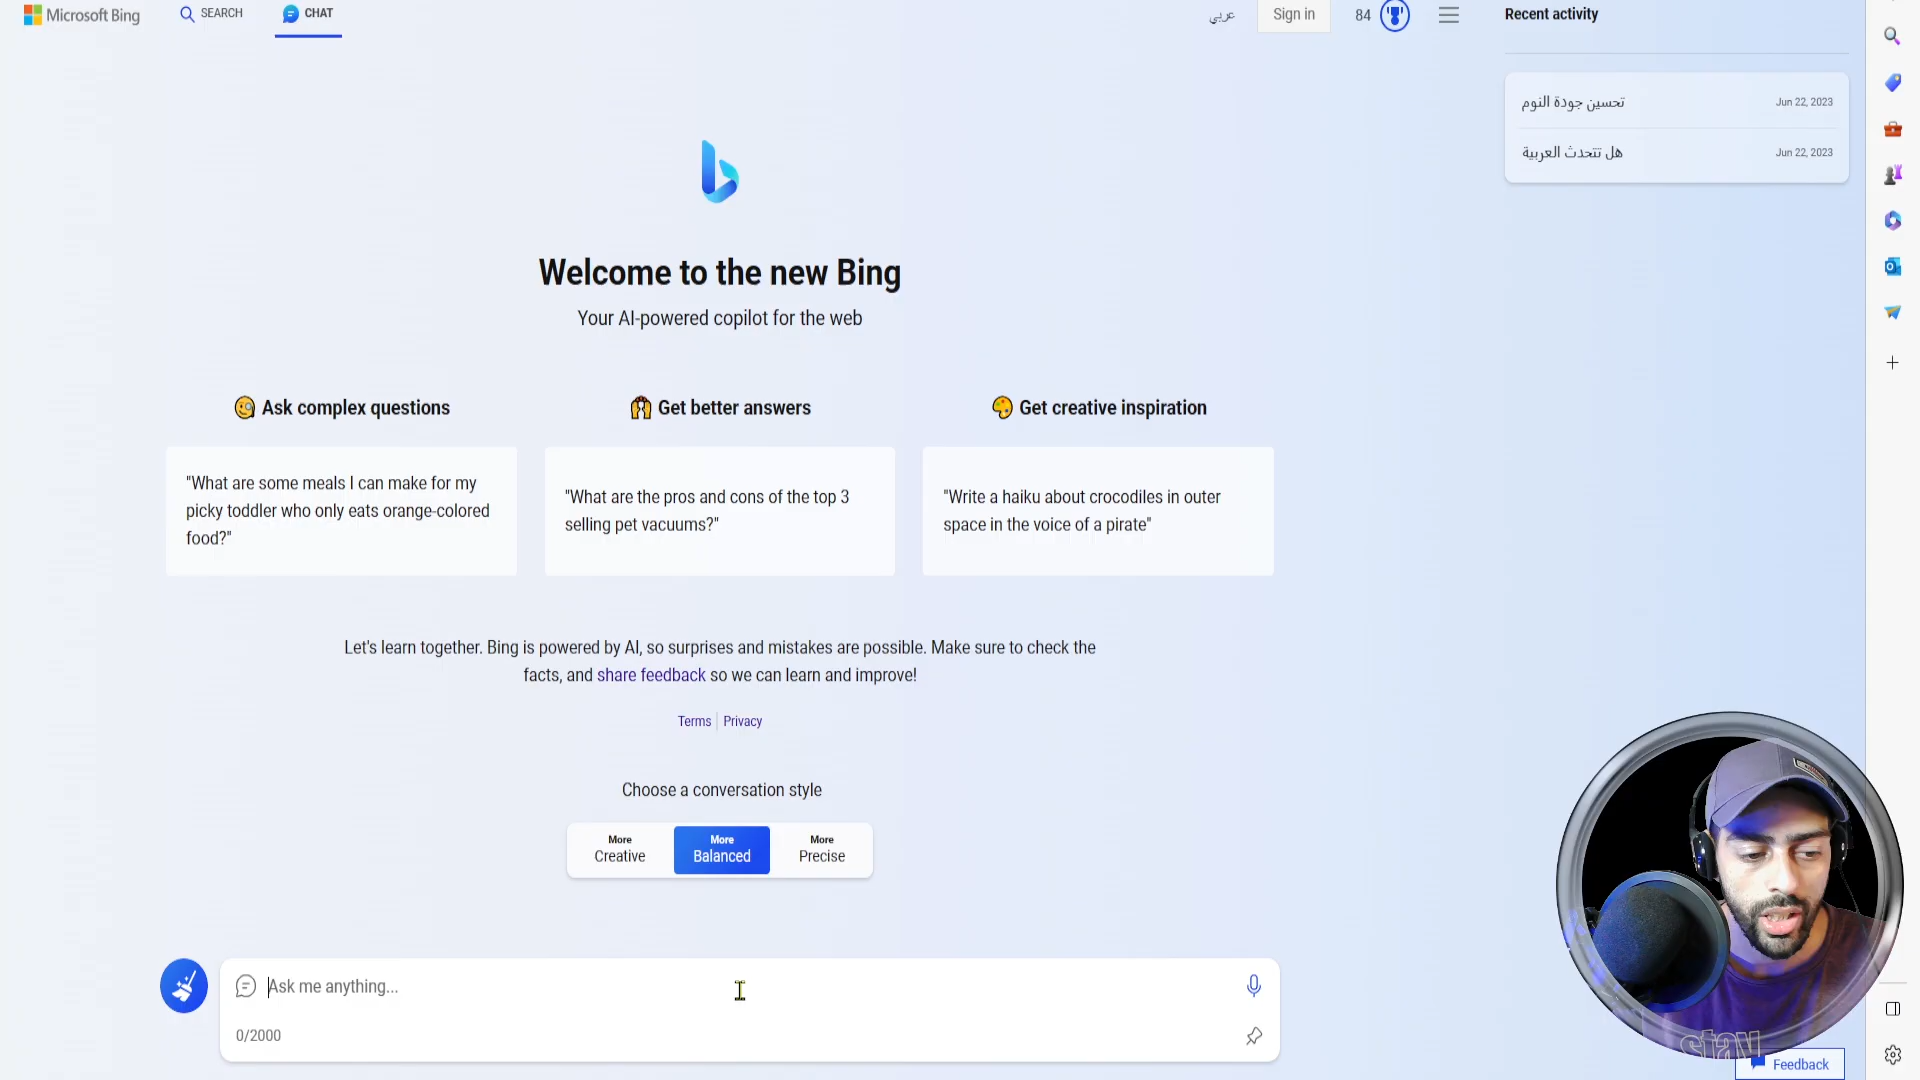 Microsoft Bing
SEARCH
CHAT
عربي
Sign in
84
Recent activity
تحسين جودة النوم
Jun 22, 2023
هل تتحدث العربية
Jun 22, 2023
Welcome to the new Bing
Your AI-powered copilot for the web
Ask complex questions
Get better answers
Get creative inspiration
"What are some meals I can make for my
picky toddler who only eats orange-colored
food?"
"What are the pros and cons of the top 3
selling pet vacuums?"
"Write a haiku about crocodiles in outer
space in the voice of a pirate"
Let's learn together. Bing is powered by AI, so surprises and mistakes are possible. Make sure to check the
facts, and share feedback so we can learn and improve!
Terms
Privacy
Choose a conversation style
More
Creative
More
Balanced
More
Precise
Ask me anything...
0/2000
stay
Feedback